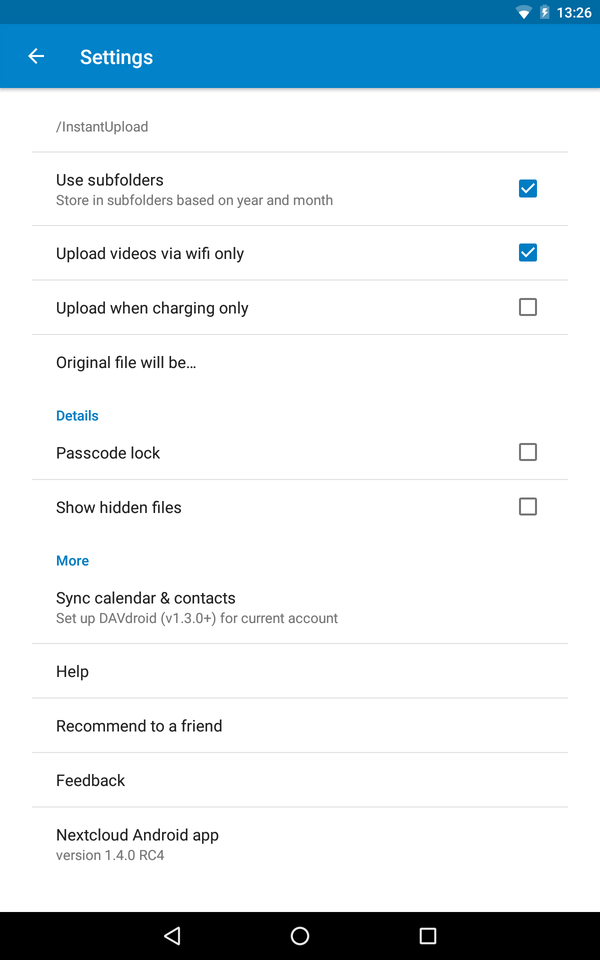 13:26
Settings
/InstantUpload
Use subfolders
Store in subfolders based on year and month
Upload videos via wifi only
Upload when charging only
Original file will be…
Details
Passcode lock
Show hidden files
More
Sync calendar & contacts
Set up DAVdroid (v1.3.0+) for current account
Help
Recommend to a friend
Feedback
Nextcloud Android app
version 1.4.0 RC4